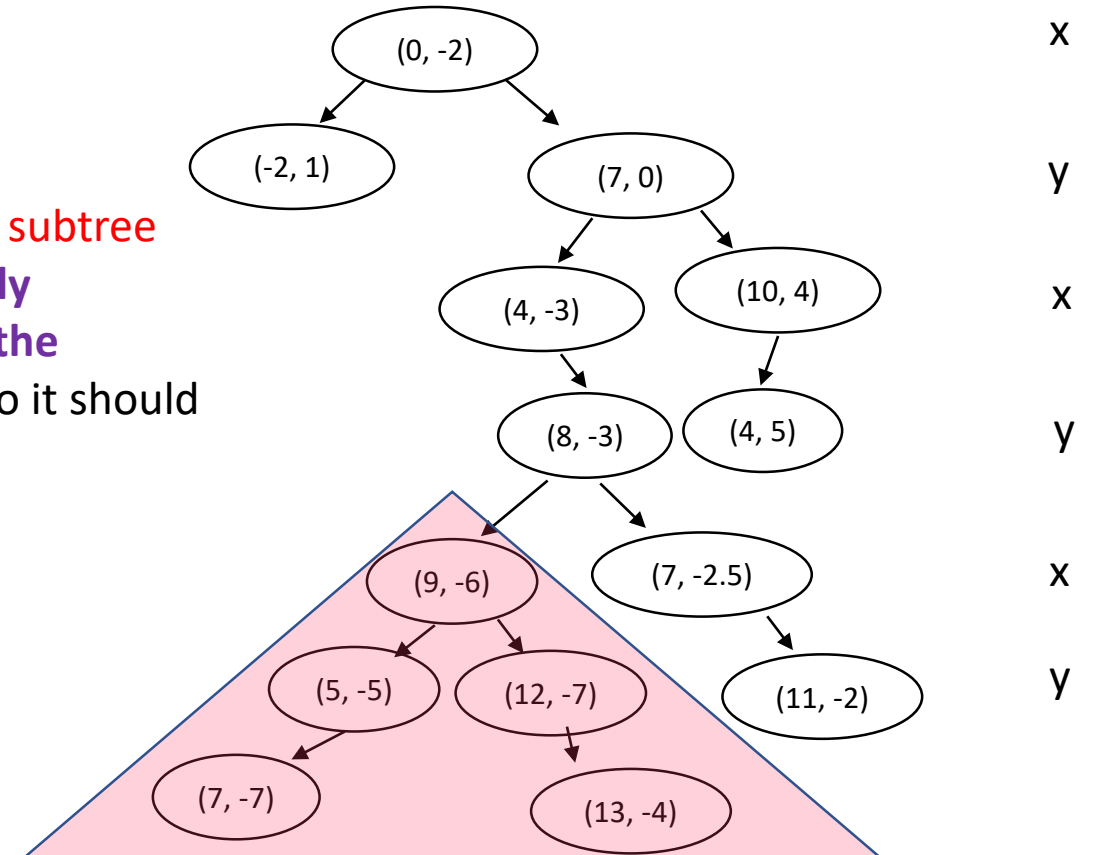 (0, -2)
x
(-2, 1)
(7, 0)
y
subtree
ly
the
o it should
(4, -3)
(10, 4)
x
(8, -3)
(4, 5)
y
(9, -6)
(7, -2.5)
x
(5, -5)
(12, -7)
(11, -2)
y
(7, -7)
(13, -4)